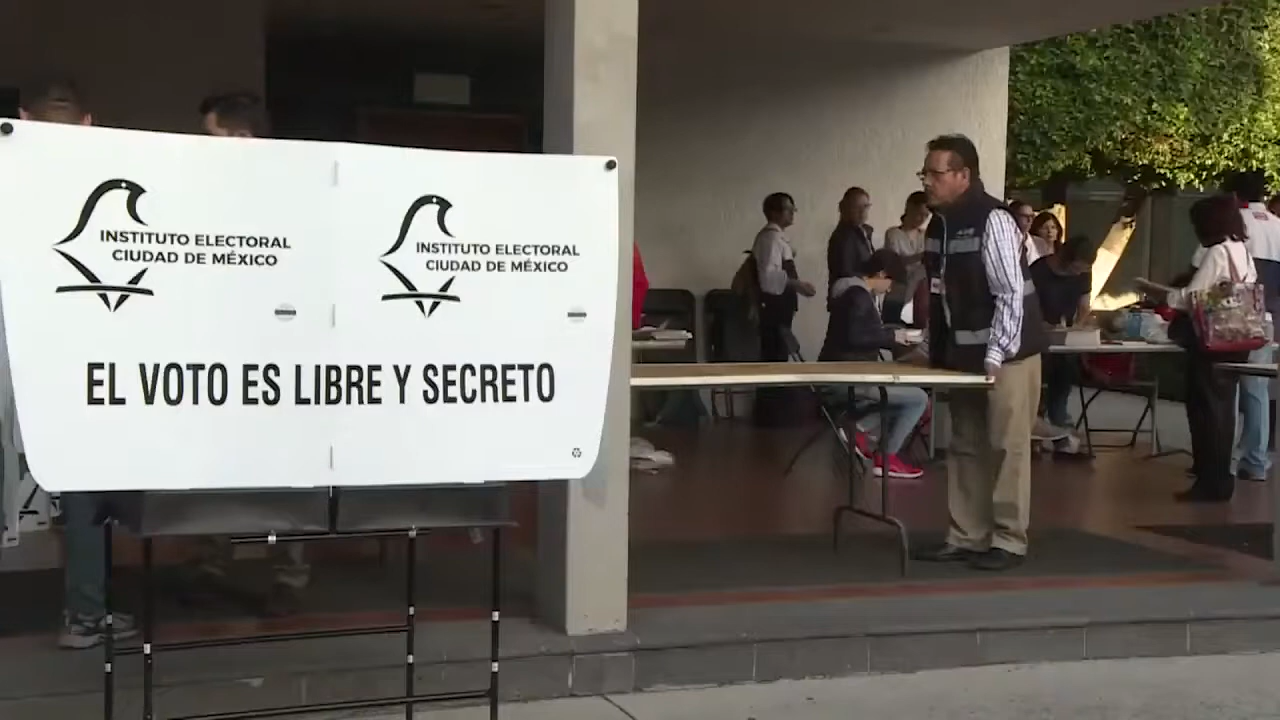 INSTITUTO ELECTORAL
CIUDAD DE MÉXICO
INSTITUTO ELECTORAL
CIUDAD DE MÉXICO
EL VOTO ES LIBRE Y SECRETO